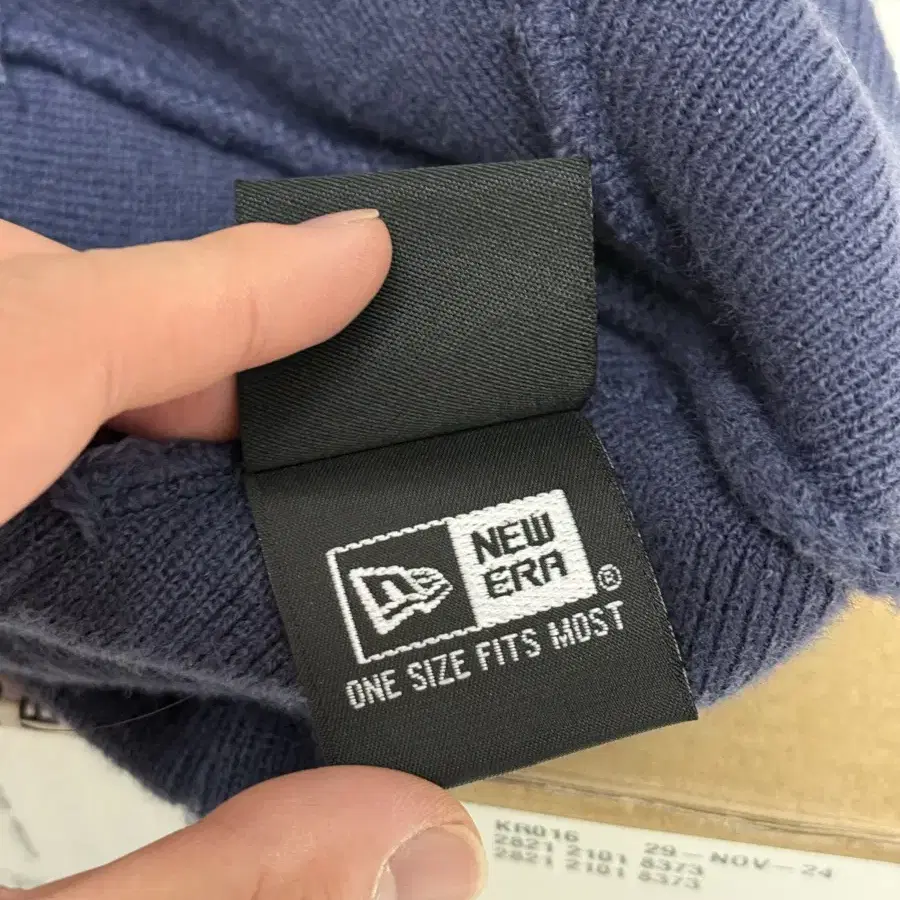 NEW
ERA
®
ONE SIZE FITS MOST
KR016
29-NOV-24
2821 2101 8373
2821 2101 8373